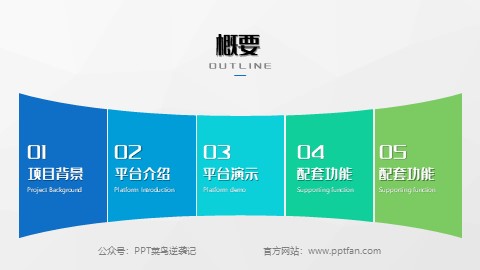 概要
OUTLINE
01
项目背景
Project Background
02
平台介绍
Platform Introduction
03
平台演示
Platform demo
04
配套功能
Supporting function
05
配套功能
Supporting function
公众号：PPT菜鸟逆袭记
官方网站：www.pptfan.com